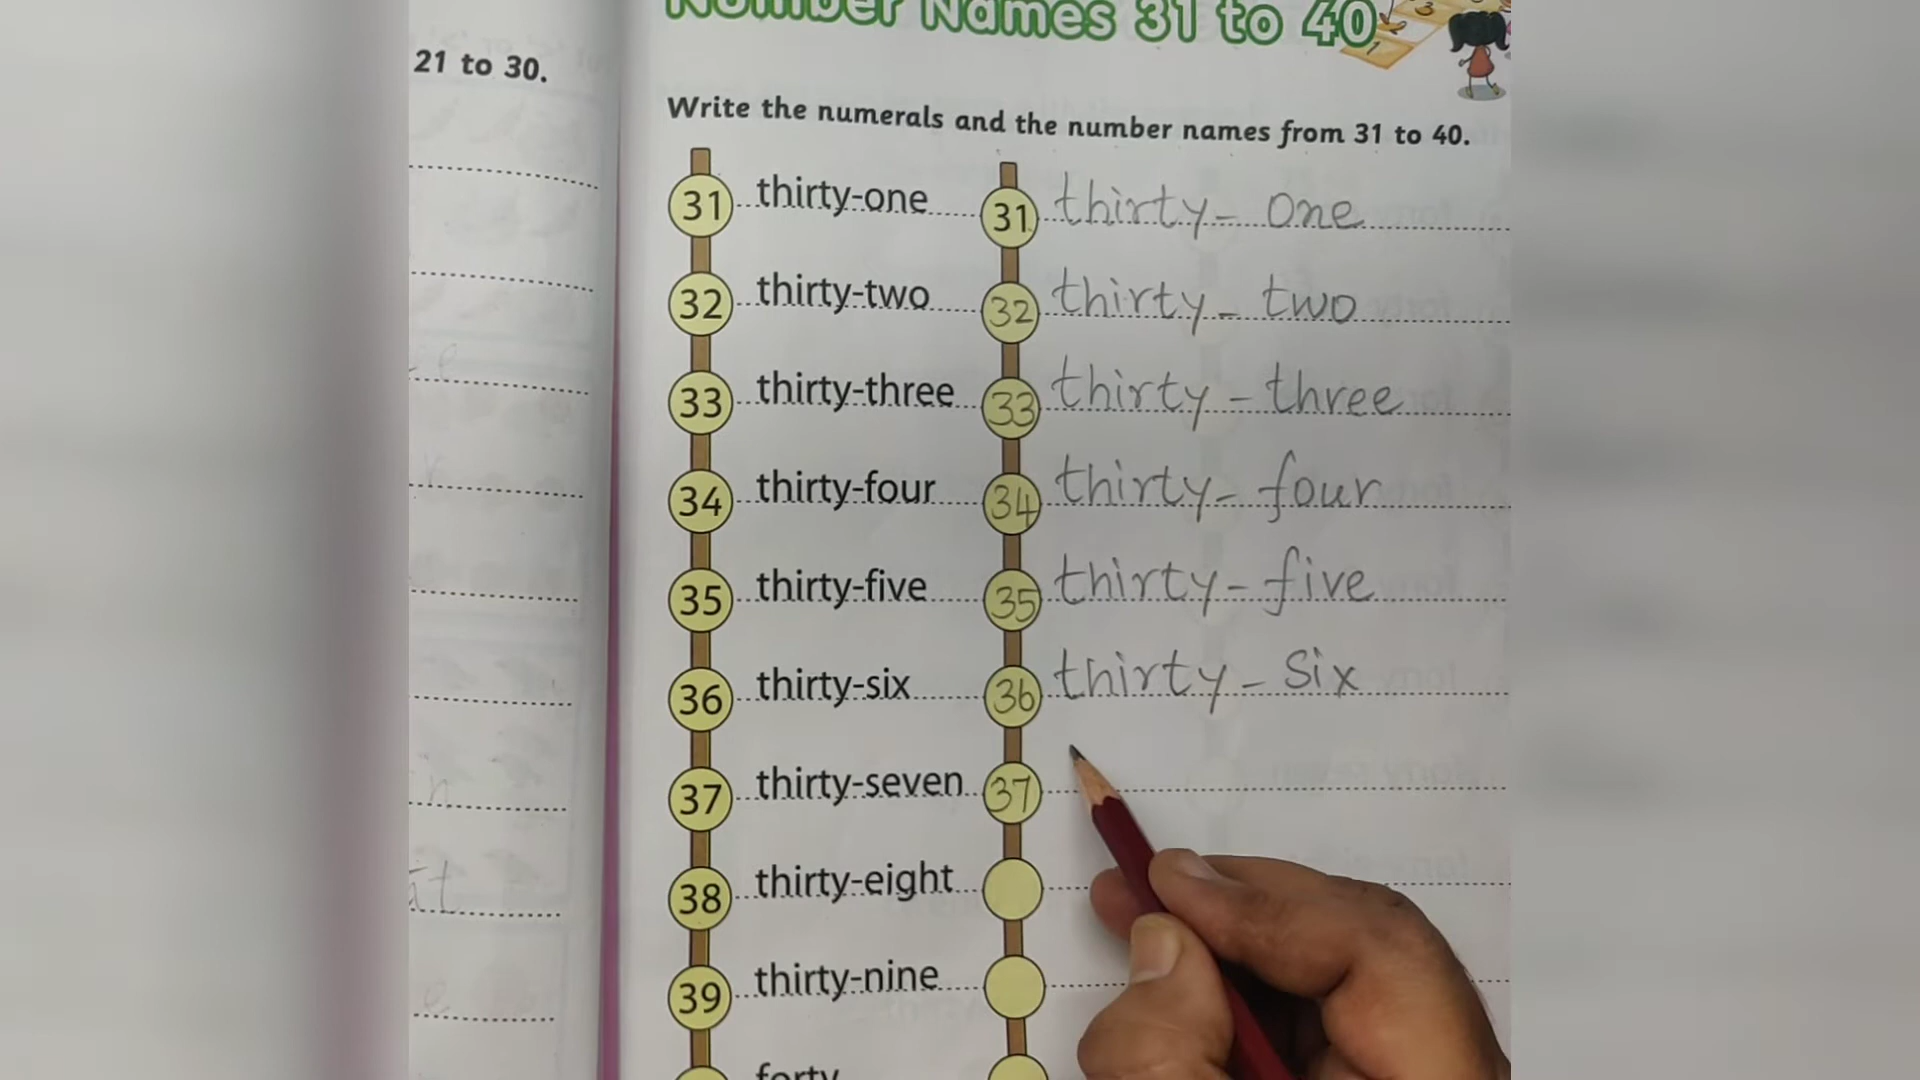 Number Names 31 to 40
21 to 30.
Write the numerals and the number names from 31 to 40.
31 thirty-one 31 thirty - one
32 thirty-two 32 thirty - two
33 thirty-three 33 thirty - three
34 thirty-four 34 thirty - four
35 thirty-five 35 thirty - five
36 thirty-six 36 thirty - six
37 thirty-seven 37
38 thirty-eight
39 thirty-nine
forty